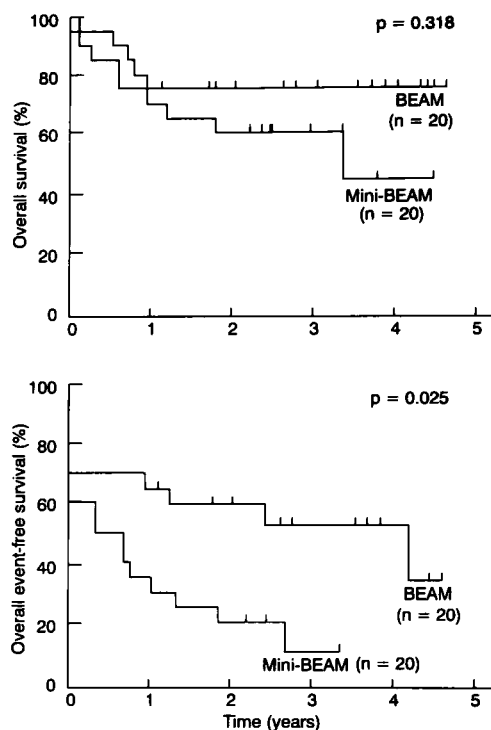 100
80
60
40
20
0
Overall survival (%)
p = 0.318
BEAM
(n = 20)
Mini-BEAM
(n = 20)
0 1 2 3 4 5
100
80
60
40
20
0
Overall event-free survival (%)
p = 0.025
BEAM
(n = 20)
Mini-BEAM (n = 20)
0 1 2 3 4 5
Time (years)